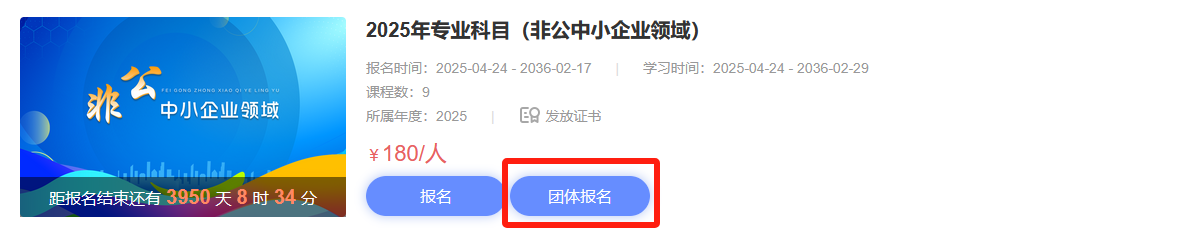 非公
FEI GONG ZHONG XIAO QI YE LING YU
中小企业领域
距报名结束还有 3950 天 8 时 34 分
2025年专业科目（非公中小企业领域）
报名时间：2025-04-24 - 2036-02-17 | 学习时间：2025-04-24 - 2036-02-29
课程数：9
所属年度：2025 | 发放证书
￥180/人
报名 团体报名